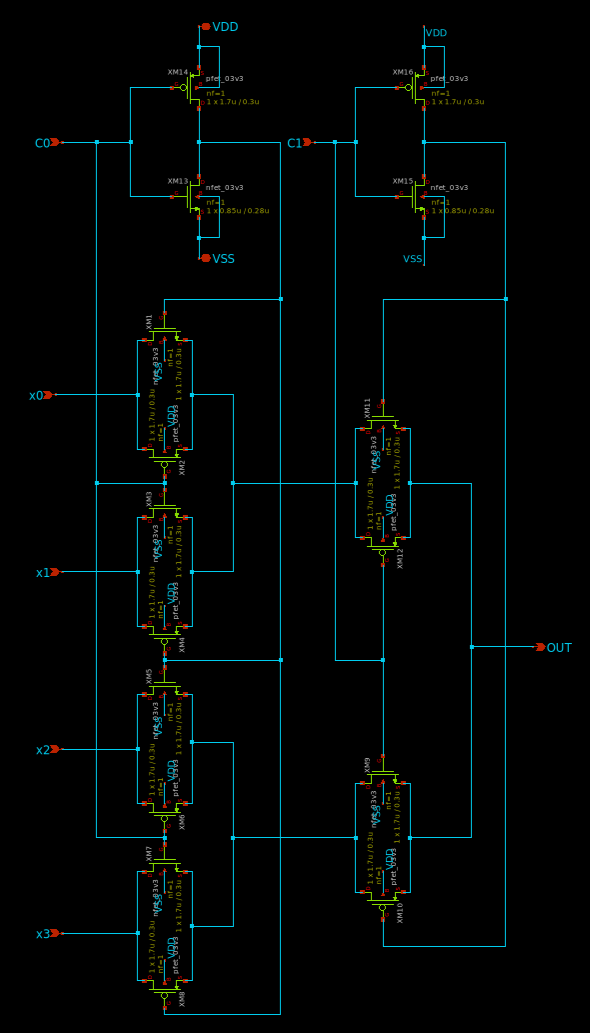 VDD
VDD
XM14
pfet_03v3
nf=1
1 x 1.7u / 0.3u
XM16
pfet_03v3
nf=1
1 x 1.7u / 0.3u
C0
C1
XM13
nfet_03v3
nf=1
1 x 0.85u / 0.28u
XM15
nfet_03v3
nf=1
1 x 0.85u / 0.28u
VSS
VSS
XM1
nfet_03v3
nf=1
1 x 1.7u / 0.3u
VSS
x0
VDD
pfet_03v3
nf=1
1 x 1.7u / 0.3u
XM2
XM11
nfet_03v3
nf=1
1 x 1.7u / 0.3u
VSS
VDD
pfet_03v3
nf=1
1 x 1.7u / 0.3u
XM12
XM3
nfet_03v3
nf=1
1 x 1.7u / 0.3u
VSS
x1
VDD
pfet_03v3
nf=1
1 x 1.7u / 0.3u
XM4
OUT
XM5
nfet_03v3
nf=1
1 x 1.7u / 0.3u
VSS
x2
VDD
pfet_03v3
nf=1
1 x 1.7u / 0.3u
XM6
XM9
nfet_03v3
nf=1
1 x 1.7u / 0.3u
VSS
VDD
pfet_03v3
nf=1
1 x 1.7u / 0.3u
XM10
XM7
nfet_03v3
nf=1
1 x 1.7u / 0.3u
VSS
x3
VDD
pfet_03v3
nf=1
1 x 1.7u / 0.3u
XM8